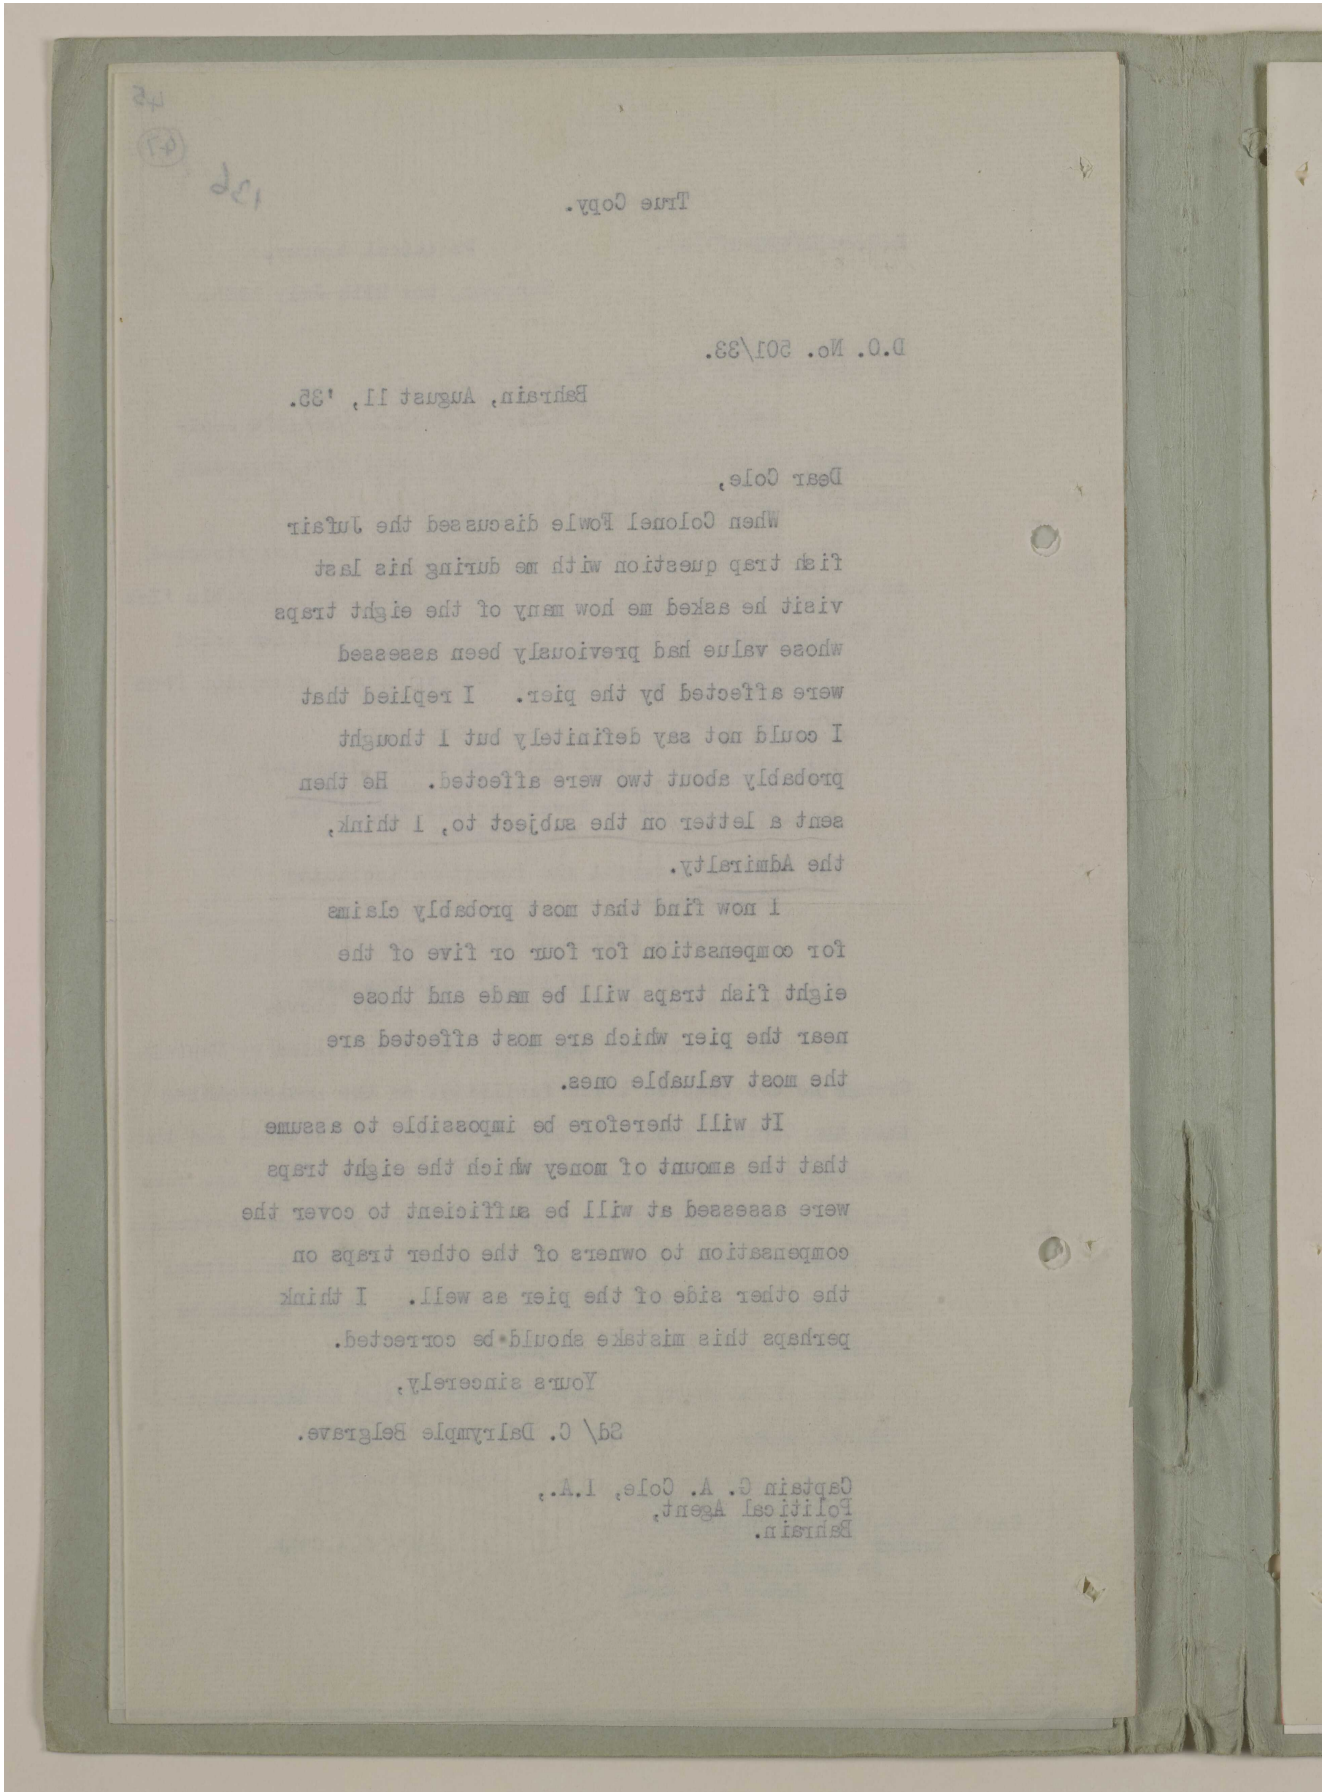 45
47
136
True Copy.
D.O. No. 501/33.
Bahrain, August 11, '35.
Dear Cole,
When Colonel Fowle discussed the Jufair
fish trap question with me during his last
visit he asked me how many of the eight traps
whose value had previously been assessed
were affected by the pier. I replied that
I could not say definitely but 1 thought
probably about two were affected. He then
sent a letter on the subject to, 1 think,
the Admiralty.
1 now find that most probably claims
for compensation for four or five of the
eight fish traps will be made and those
near the pier which are most affected are
the most valuable ones.
It will therefore be impossible to assume
that the amount of money which the eight traps
were assessed at will be sufficient to cover the
compensation to owners of the other traps on
the other side of the pier as well. I think
perhaps this mistake should be corrected.
Yours sincerely,
Sd/ C. Dalrymple Belgrave.
Captain G. A. Cole, 1.A.,
Political Agent,
Bahrain.